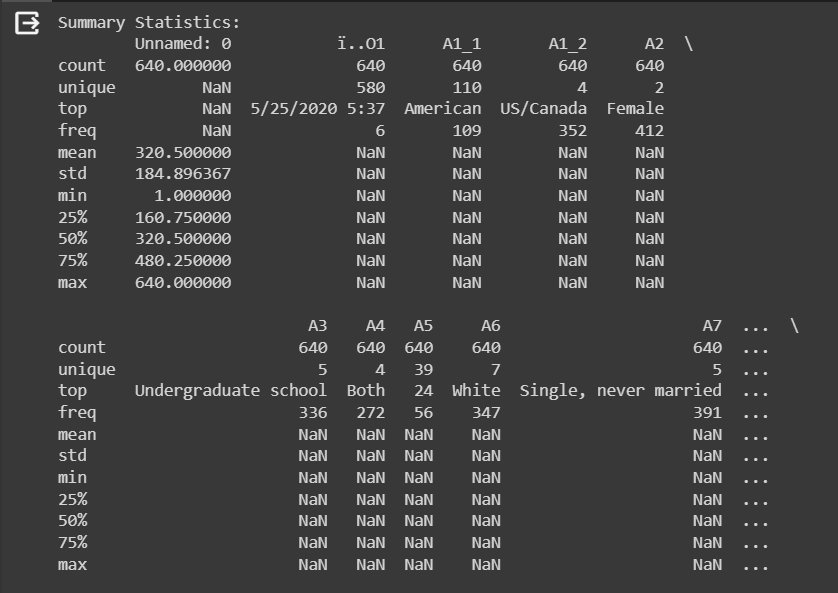 Summary Statistics:
Unnamed: 0 ï..O1 A1_1 A1_2 A2 \
count 640.000000 640 640 640 640
unique NaN 580 110 4 2
top NaN 5/25/2020 5:37 American US/Canada Female
freq NaN 6 109 352 412
mean 320.500000 NaN NaN NaN NaN
std 184.896367 NaN NaN NaN NaN
min 1.000000 NaN NaN NaN NaN
25% 160.750000 NaN NaN NaN NaN
50% 320.500000 NaN NaN NaN NaN
75% 480.250000 NaN NaN NaN NaN
max 640.000000 NaN NaN NaN NaN
A3 A4 A5 A6 A7 ... \
count 640 640 640 640 640 ...
unique 5 4 39 7 5 ...
top Undergraduate school Both 24 White Single, never married ...
freq 336 272 56 347 391 ...
mean NaN NaN NaN NaN NaN ...
std NaN NaN NaN NaN NaN ...
min NaN NaN NaN NaN NaN ...
25% NaN NaN NaN NaN NaN ...
50% NaN NaN NaN NaN NaN ...
75% NaN NaN NaN NaN NaN ...
max NaN NaN NaN NaN NaN ...